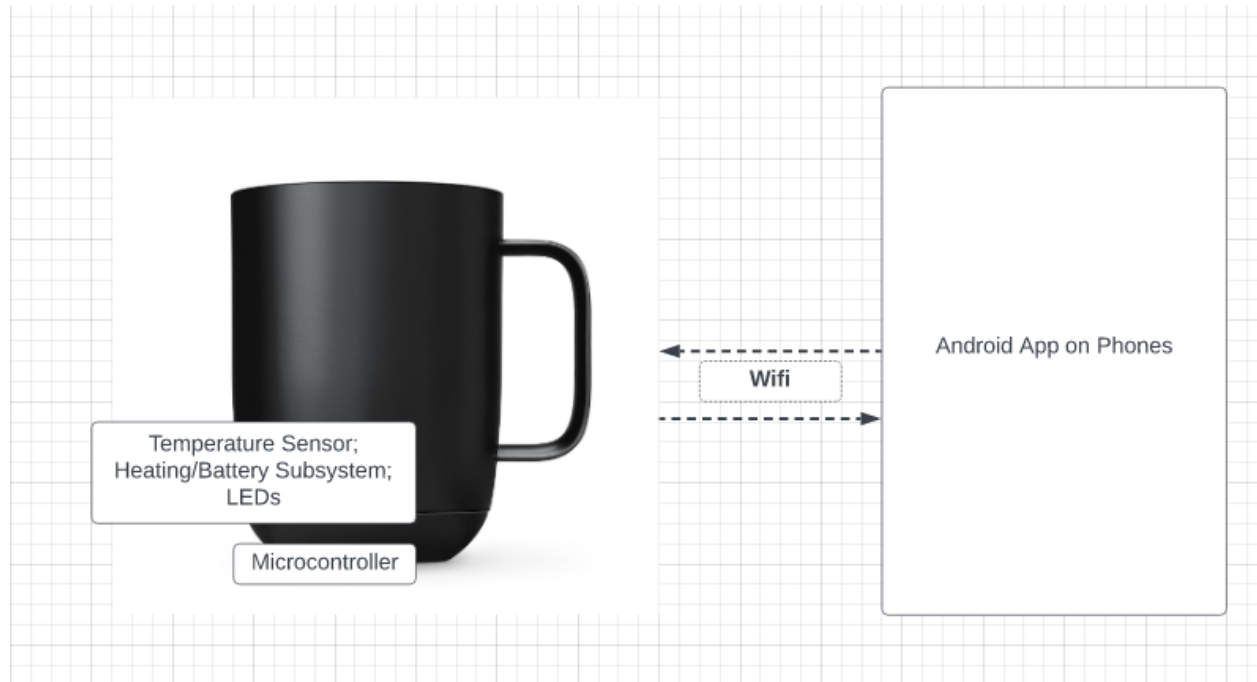 Android App on Phones
Wifi
Temperature Sensor;
Heating/Battery Subsystem;
LEDs
Microcontroller